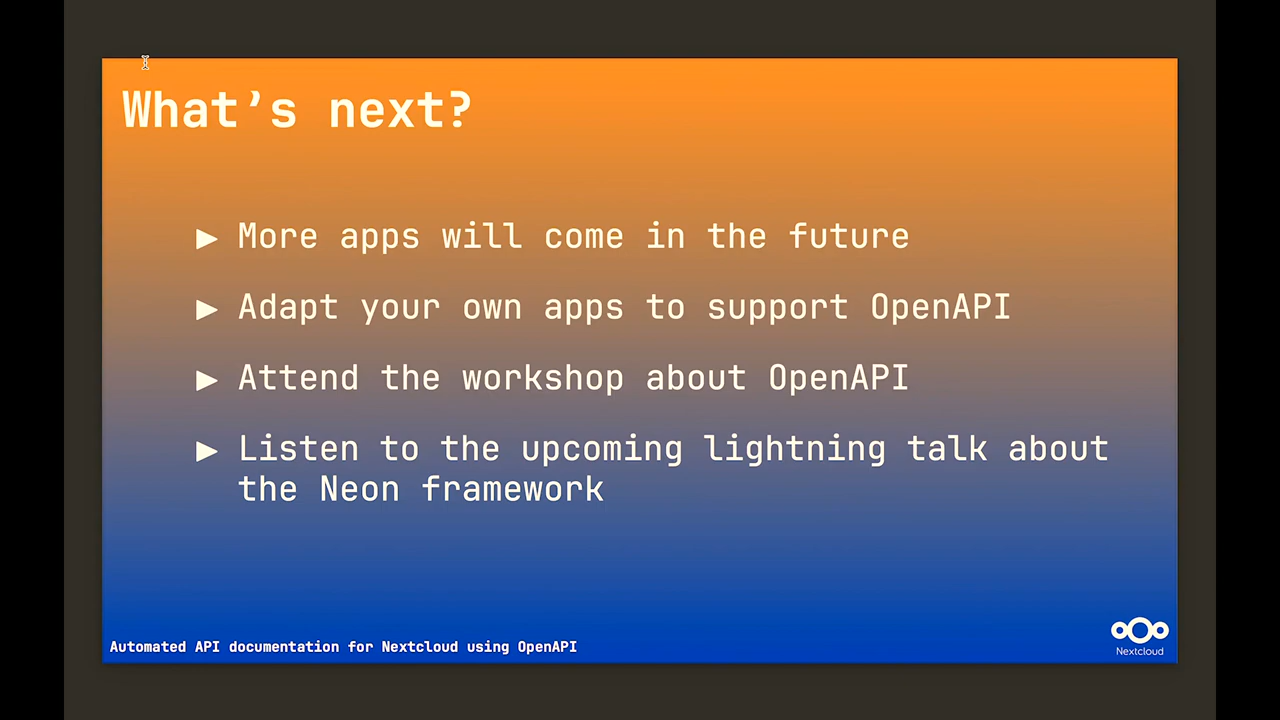 What’s next?
▶ More apps will come in the future
▶ Adapt your own apps to support OpenAPI
▶ Attend the workshop about OpenAPI
▶ Listen to the upcoming lightning talk about
the Neon framework
Automated API documentation for Nextcloud using OpenAPI
Nextcloud